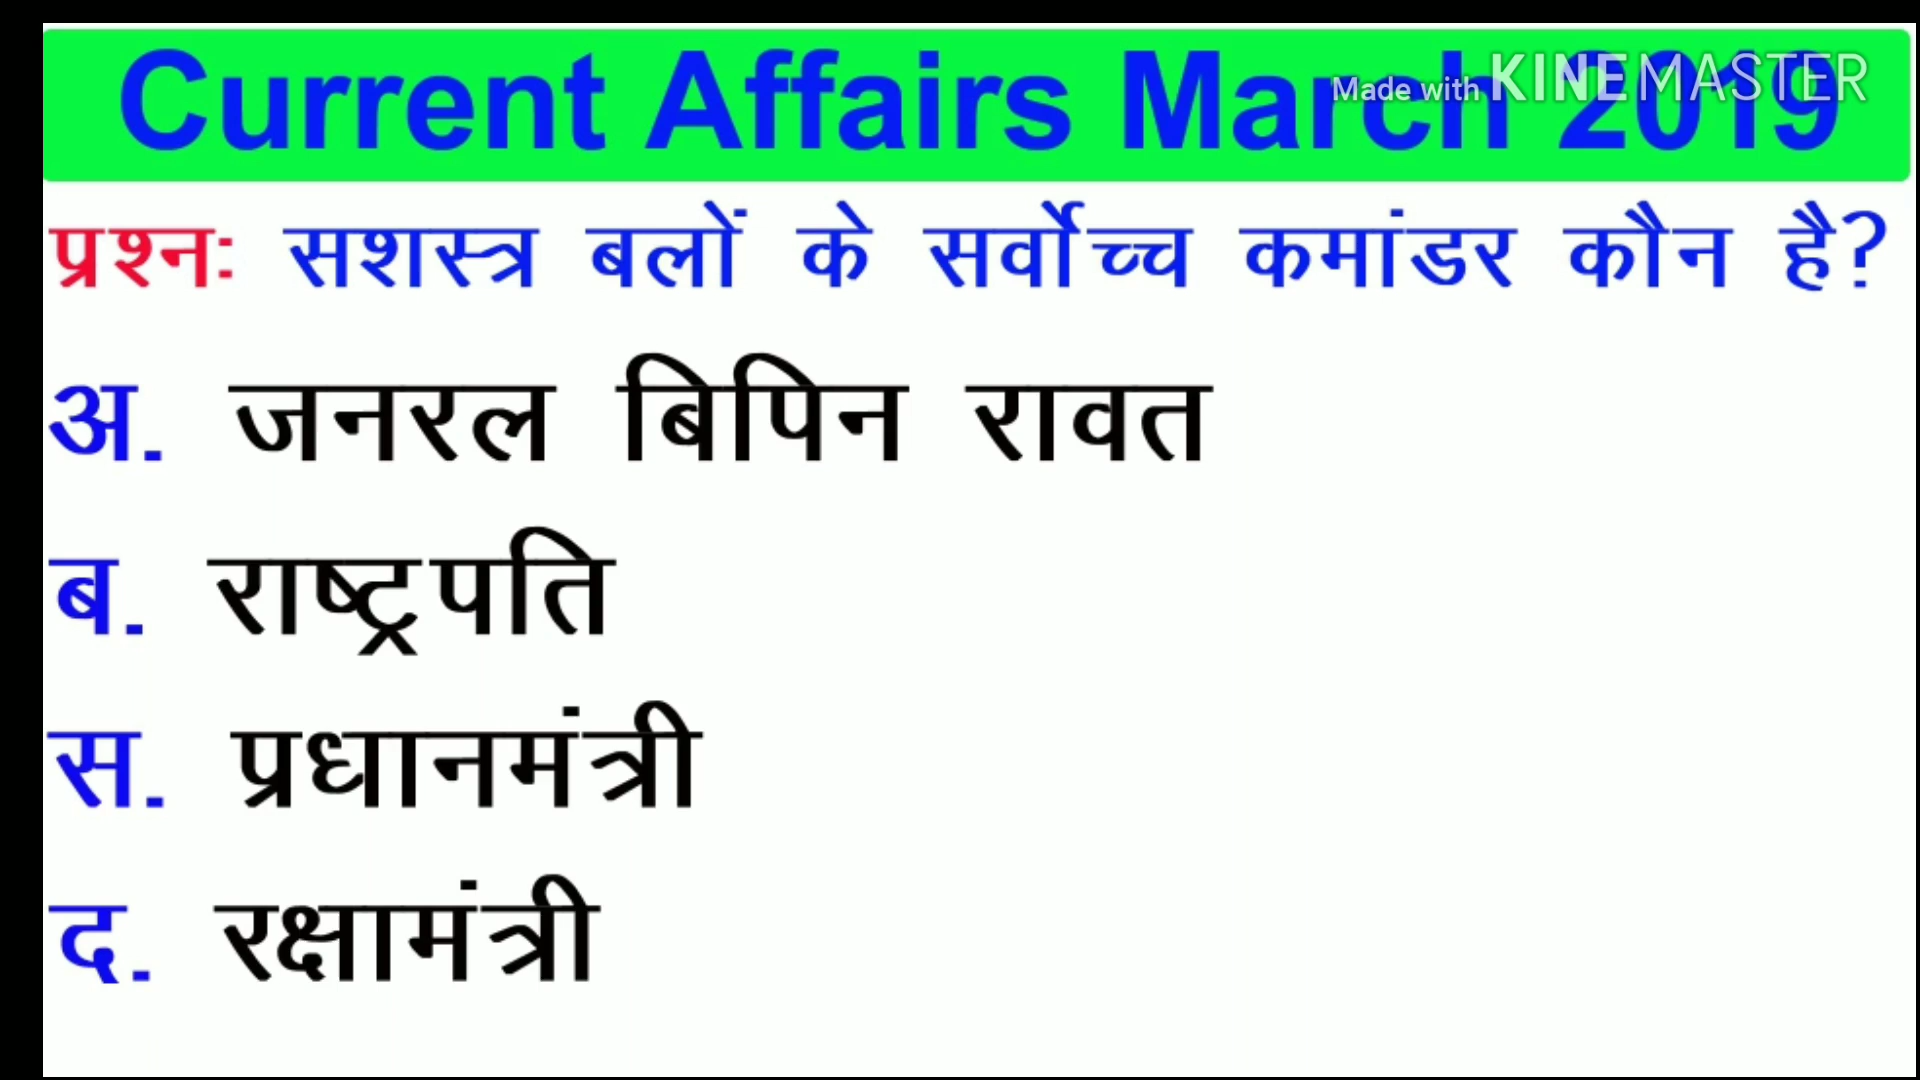 Current Affairs March 2019
Made with KINEMASTER
प्रश्न: सशस्त्र बलों के सर्वोच्च कमांडर कौन है?
अ. जनरल बिपिन रावत
ब. राष्ट्रपति
स. प्रधानमंत्री
द. रक्षामंत्री